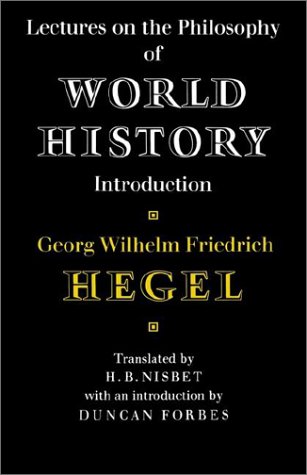 Lectures on the Philosophy
of
WORLD
HISTORY
Introduction
Georg Wilhelm Friedrich
HEGEL
Translated by
H.B.NISBET
with an introduction by
DUNCAN FORBES